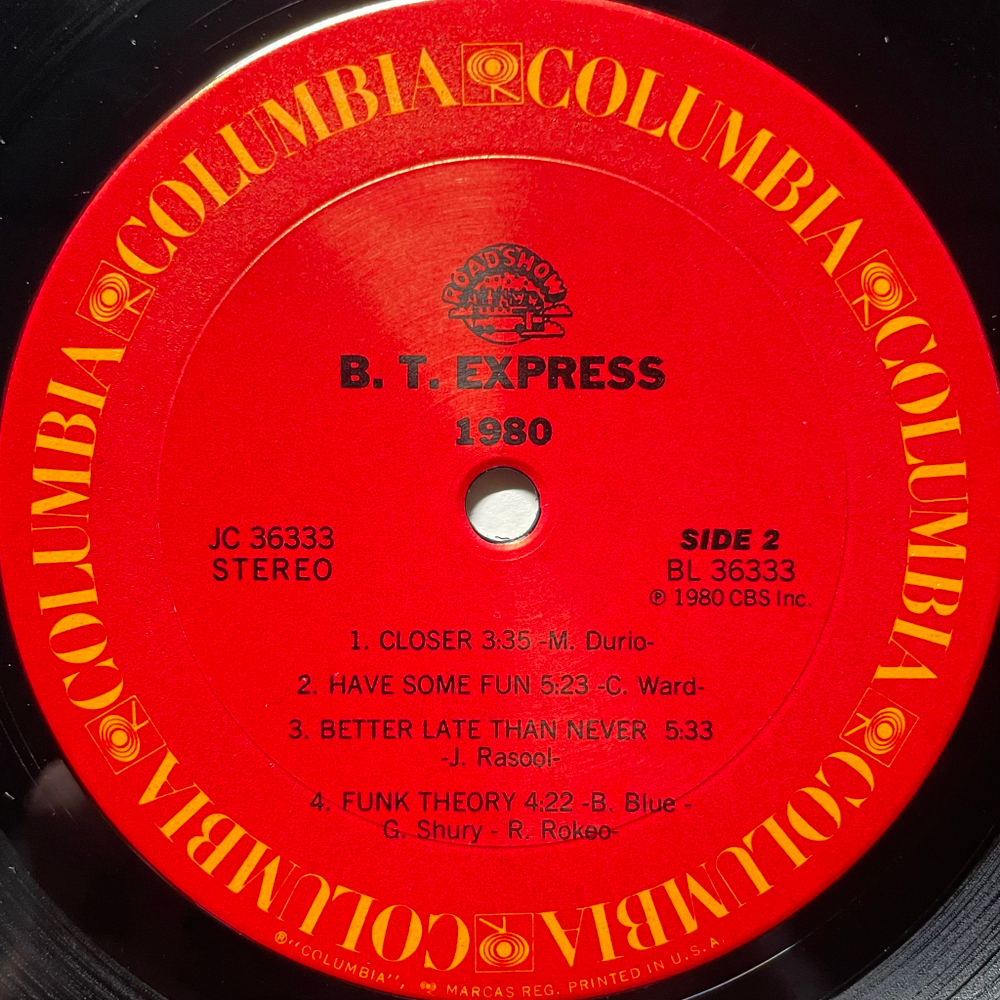 COLUMBIA COLUMBIA COLUMBIA COLUMBIA COLUMBIA COLUMBIA COLUMBIA COLUMBIA
ROADSHOW
B. T. EXPRESS
1980
JC 36333
STEREO
SIDE 2
BL 36333
℗ 1980 CBS Inc.
1. CLOSER 3:35 -M. Durio-
2. HAVE SOME FUN 5:23 -C. Ward-
3. BETTER LATE THAN NEVER 5:33
-J. Rasool-
4. FUNK THEORY 4:22 -B. Blue -
G. Shury - R. Rokeo-
® "COLUMBIA", MARCAS REG. PRINTED IN U.S.A.